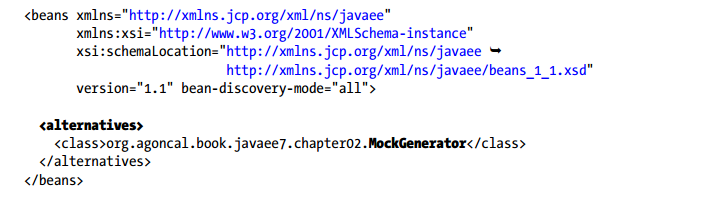 <beans xmlns="http://xmlns.jcp.org/xml/ns/javaee"
       xmlns:xsi="http://www.w3.org/2001/XMLSchema-instance"
       xsi:schemaLocation="http://xmlns.jcp.org/xml/ns/javaee ➥
                           http://xmlns.jcp.org/xml/ns/javaee/beans_1_1.xsd"
       version="1.1" bean-discovery-mode="all">
  <alternatives>
    <class>org.agoncal.book.javaee7.chapter02.MockGenerator</class>
  </alternatives>
</beans>